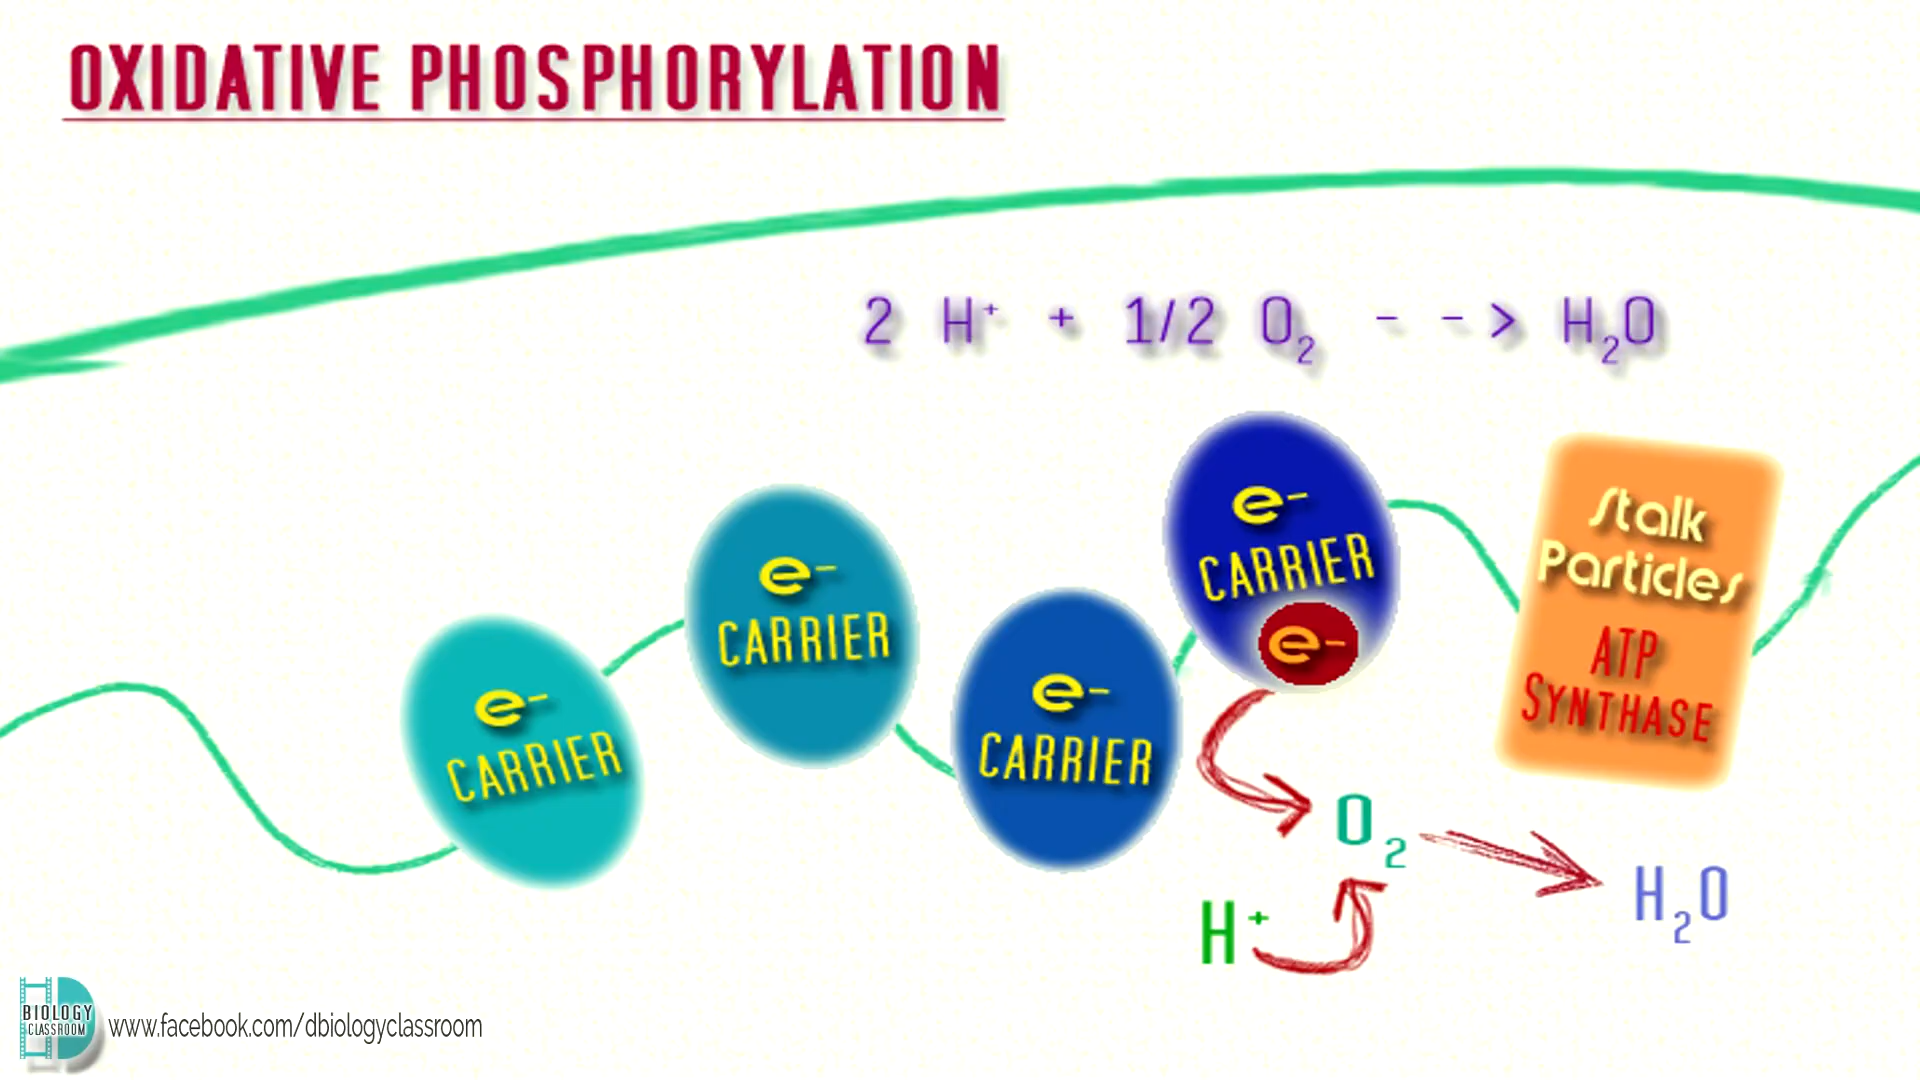 OXIDATIVE PHOSPHORYLATION
2 H⁺ + 1/2 O₂ - - > H₂O
e-
CARRIER
e-
CARRIER
e-
CARRIER
e-
CARRIER
e-
Stalk
Particles
ATP
SYNTHASE
O₂
H⁺
H₂O
BIOLOGY
CLASSROOM
www.facebook.com/dbiologyclassroom